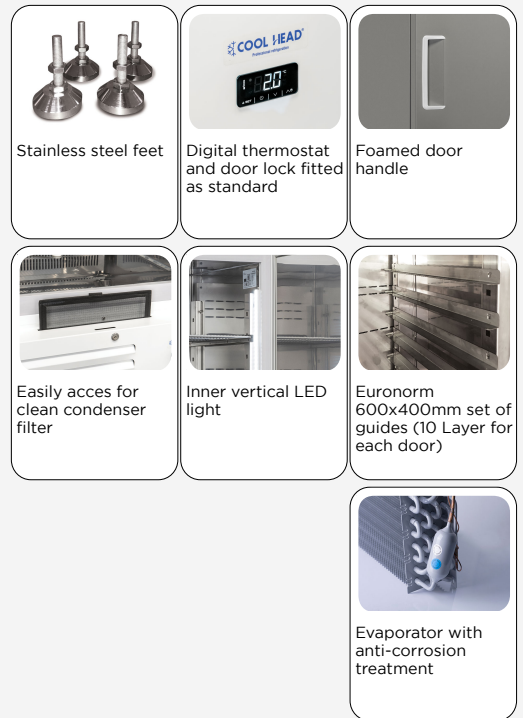 Stainless steel feet
COOL HEAD®
Professional refrigeration
2.0 °C
Digital thermostat
and door lock fitted
as standard
Foamed door
handle
Easily acces for
clean condenser
filter
Inner vertical LED
light
Euronorm
600x400mm set of
guides (10 Layer for
each door)
Evaporator with
anti-corrosion
treatment